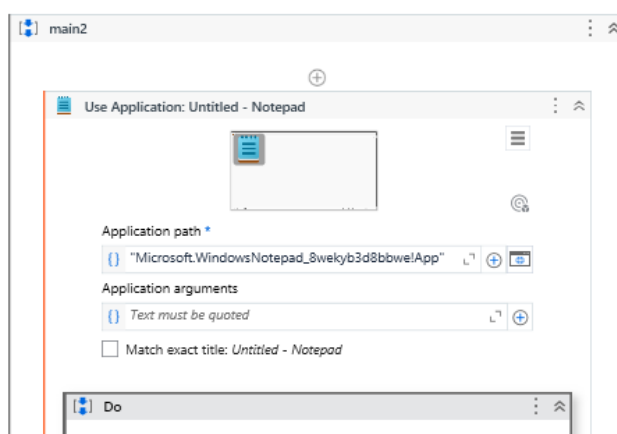 main2
Use Application: Untitled - Notepad
Application path *
"Microsoft.WindowsNotepad_8wekyb3d8bbwe!App"
Application arguments
Text must be quoted
Match exact title: Untitled - Notepad
Do